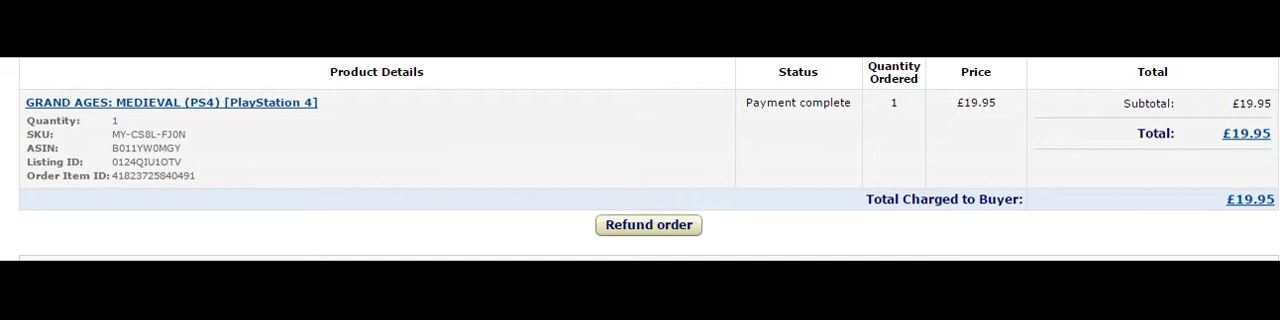 Product Details Status Quantity Ordered Price Total
GRAND AGES: MEDIEVAL (PS4) [PlayStation 4] Payment complete 1 £19.95 Subtotal: £19.95
Quantity: 1
SKU: MY-CS8L-FJ0N Total: £19.95
ASIN: B011YW0MGY
Listing ID: 0124QIU1OTV
Order Item ID: 41823725840491
Total Charged to Buyer: £19.95
Refund order